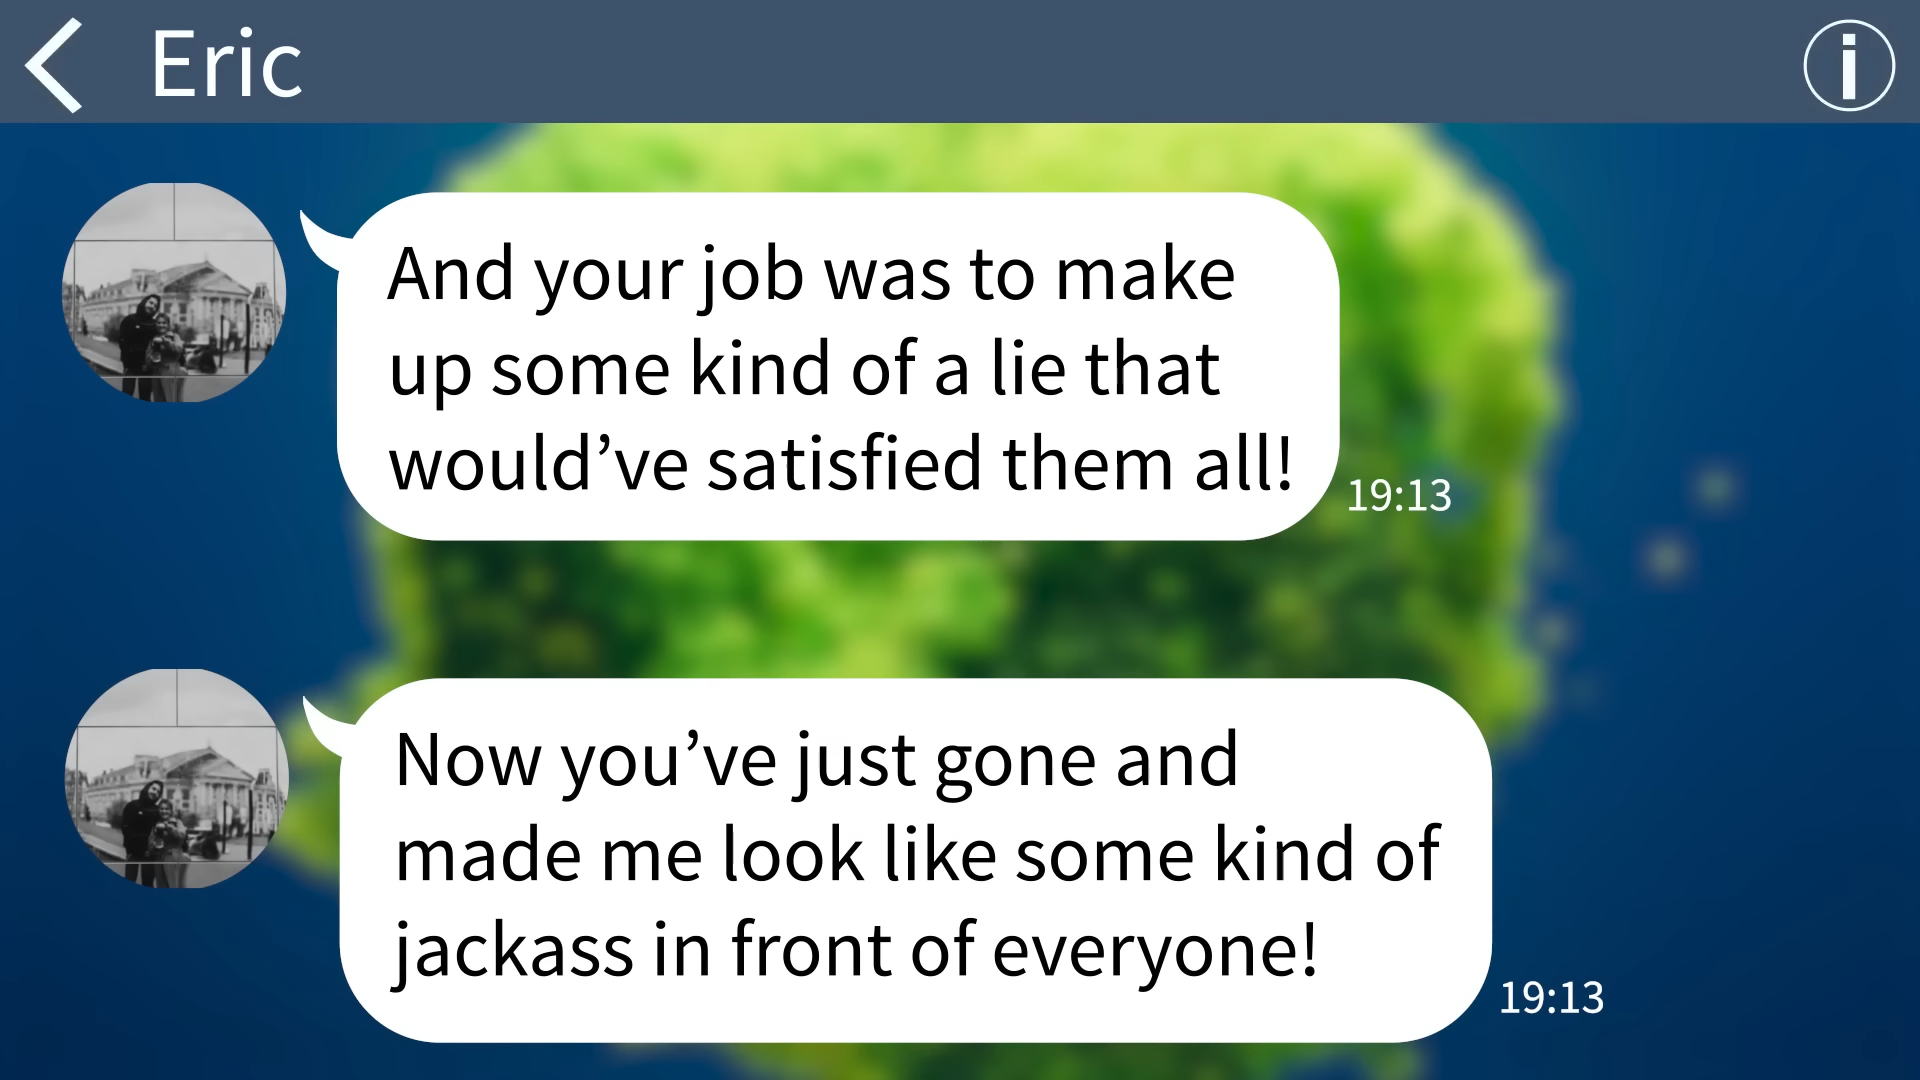 Eric
And your job was to make
up some kind of a lie that
would’ve satisfied them all!
19:13
Now you’ve just gone and
made me look like some kind of
jackass in front of everyone!
19:13